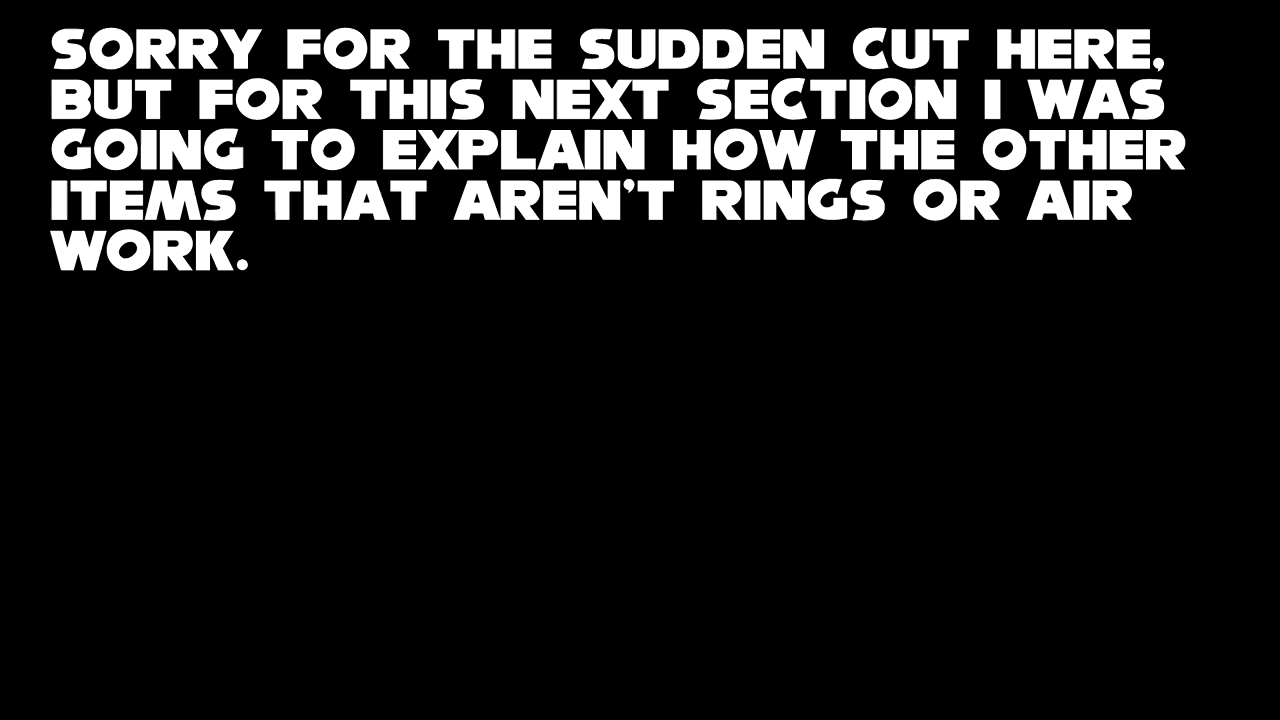 SORRY FOR THE SUDDEN CUT HERE,
BUT FOR THIS NEXT SECTION I WAS
GOING TO EXPLAIN HOW THE OTHER
ITEMS THAT AREN'T RINGS OR AIR
WORK.